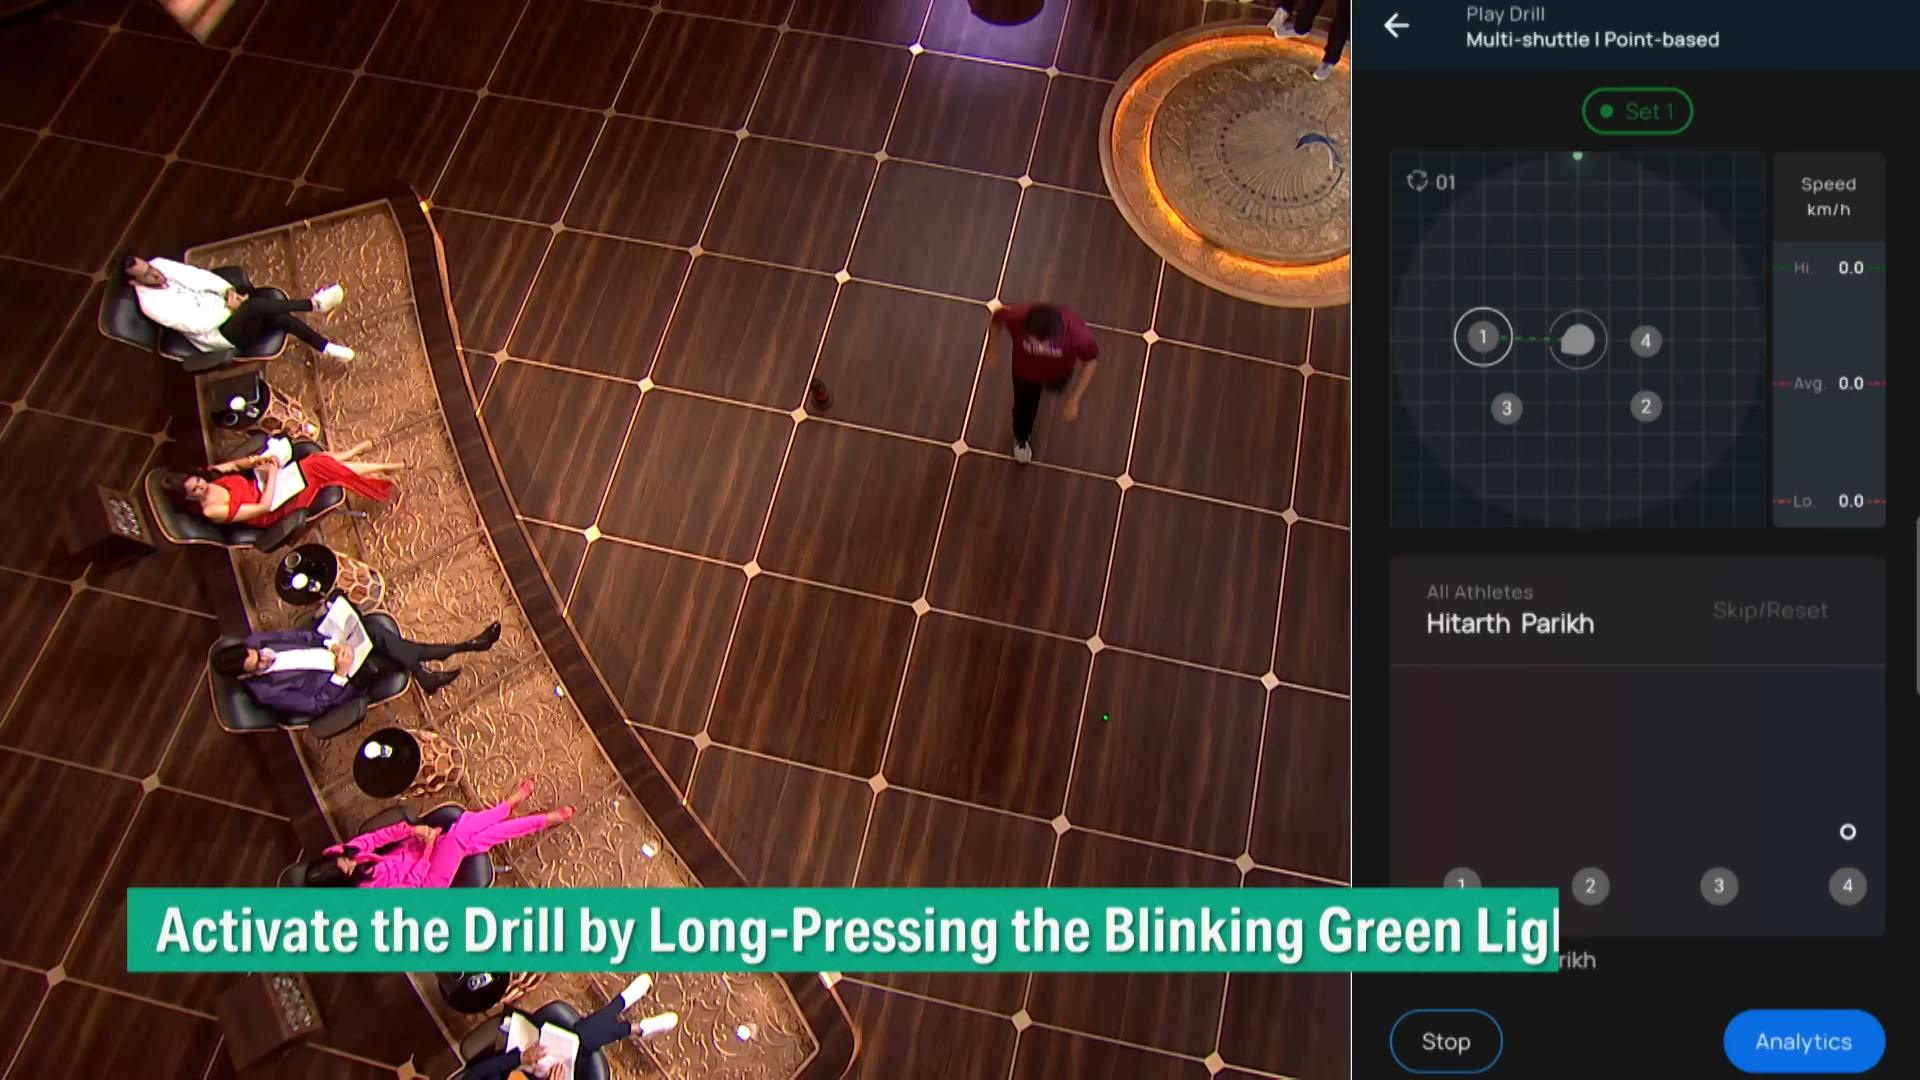 Play Drill
Multi-shuttle | Point-based
Set 1
01
Speed
km/h
Hi. 0.0
1
4
Avg. 0.0
3
2
Lo. 0.0
All Athletes
Hitarth Parikh
Skip/Reset
1 2 3 4
Activate the Drill by Long-Pressing the Blinking Green Ligh
rikh
Stop
Analytics